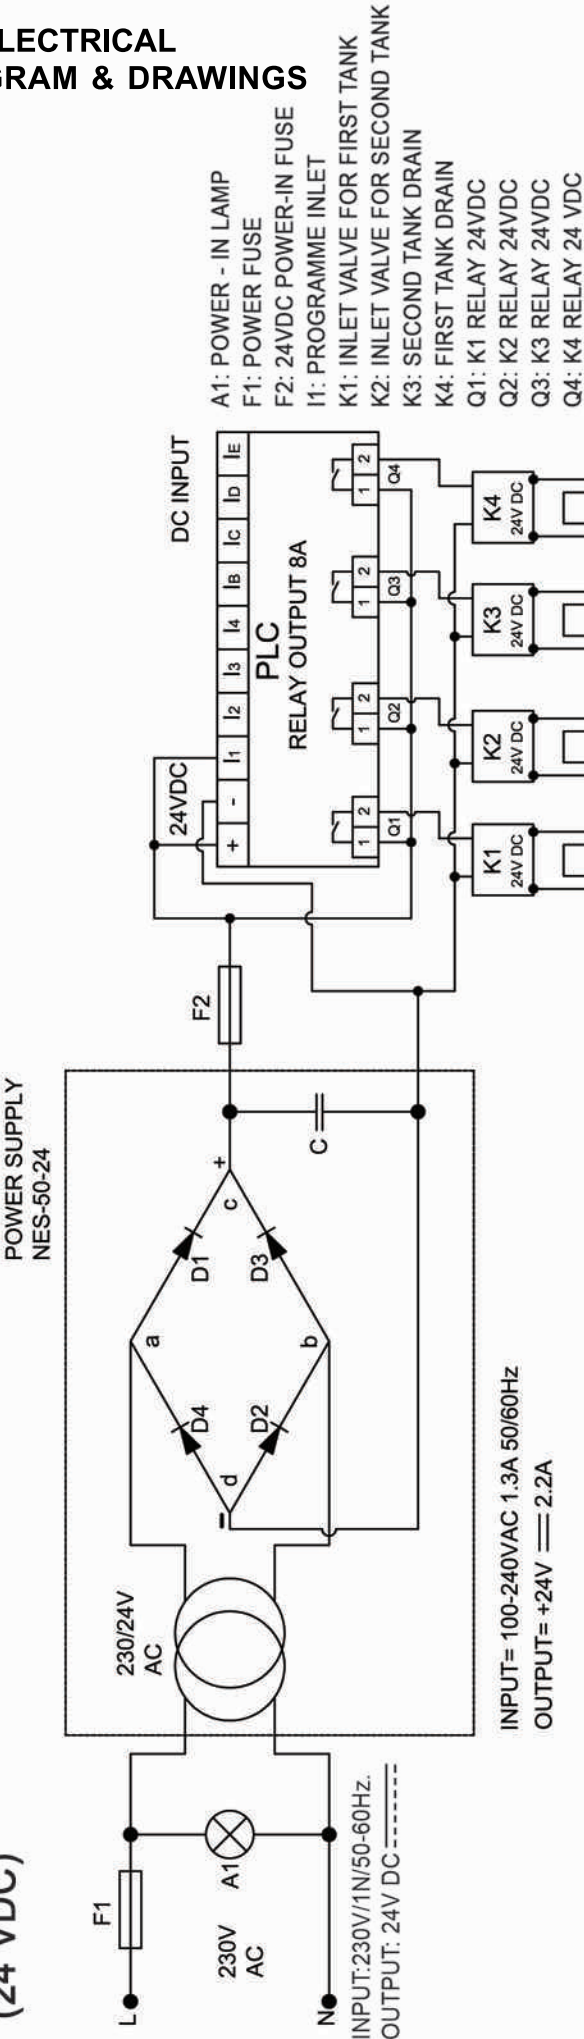 LECTRICAL
GRAM & DRAWINGS
(24 VDC)
POWER SUPPLY
NES-50-24
L
F1
230V
AC
A1
N
INPUT:230V/1N/50-60Hz.
OUTPUT: 24V DC
230/24V
AC
D4
D1
D2
D3
a
b
c
d
+
-
C
INPUT= 100-240VAC 1.3A 50/60Hz
OUTPUT= +24V 2.2A
F2
24VDC
DC INPUT
+ - I1 I2 I3 I4 IB IC ID IE
PLC
RELAY OUTPUT 8A
1 2 1 2 1 2 1 2
Q1 Q2 Q3 Q4
K1
24V DC
K2
24V DC
K3
24V DC
K4
24V DC
A1: POWER - IN LAMP
F1: POWER FUSE
F2: 24VDC POWER-IN FUSE
I1: PROGRAMME INLET
K1: INLET VALVE FOR FIRST TANK
K2: INLET VALVE FOR SECOND TANK
K3: SECOND TANK DRAIN
K4: FIRST TANK DRAIN
Q1: K1 RELAY 24VDC
Q2: K2 RELAY 24VDC
Q3: K3 RELAY 24VDC
Q4: K4 RELAY 24 VDC